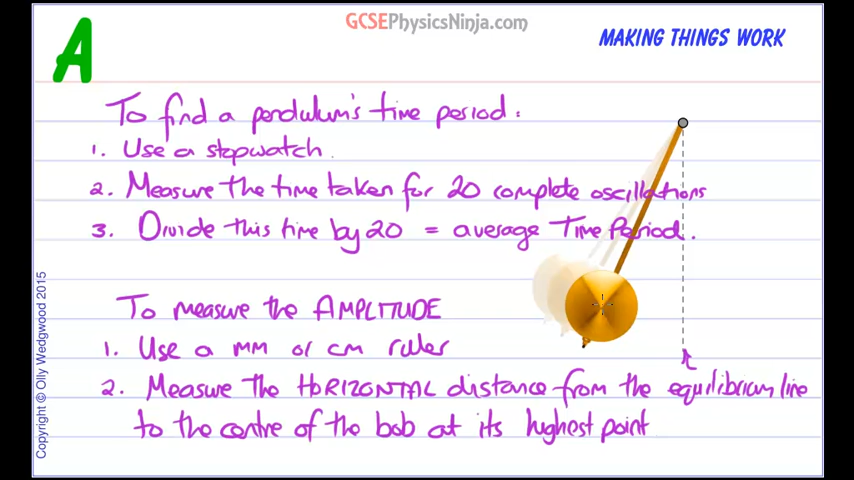 GCSEPhysicsNinja.com
A
MAKING THINGS WORK
To find a pendulum's time period:
1. Use a stopwatch.
2. Measure the time taken for 20 complete oscillations
3. Divide this time by 20 = average Time Period.
To measure the AMPLITUDE
1. Use a mm or cm ruler
2. Measure the HORIZONTAL distance from the equilibrium line
to the centre of the bob at its highest point
Copyright © Olly Wedgwood 2015